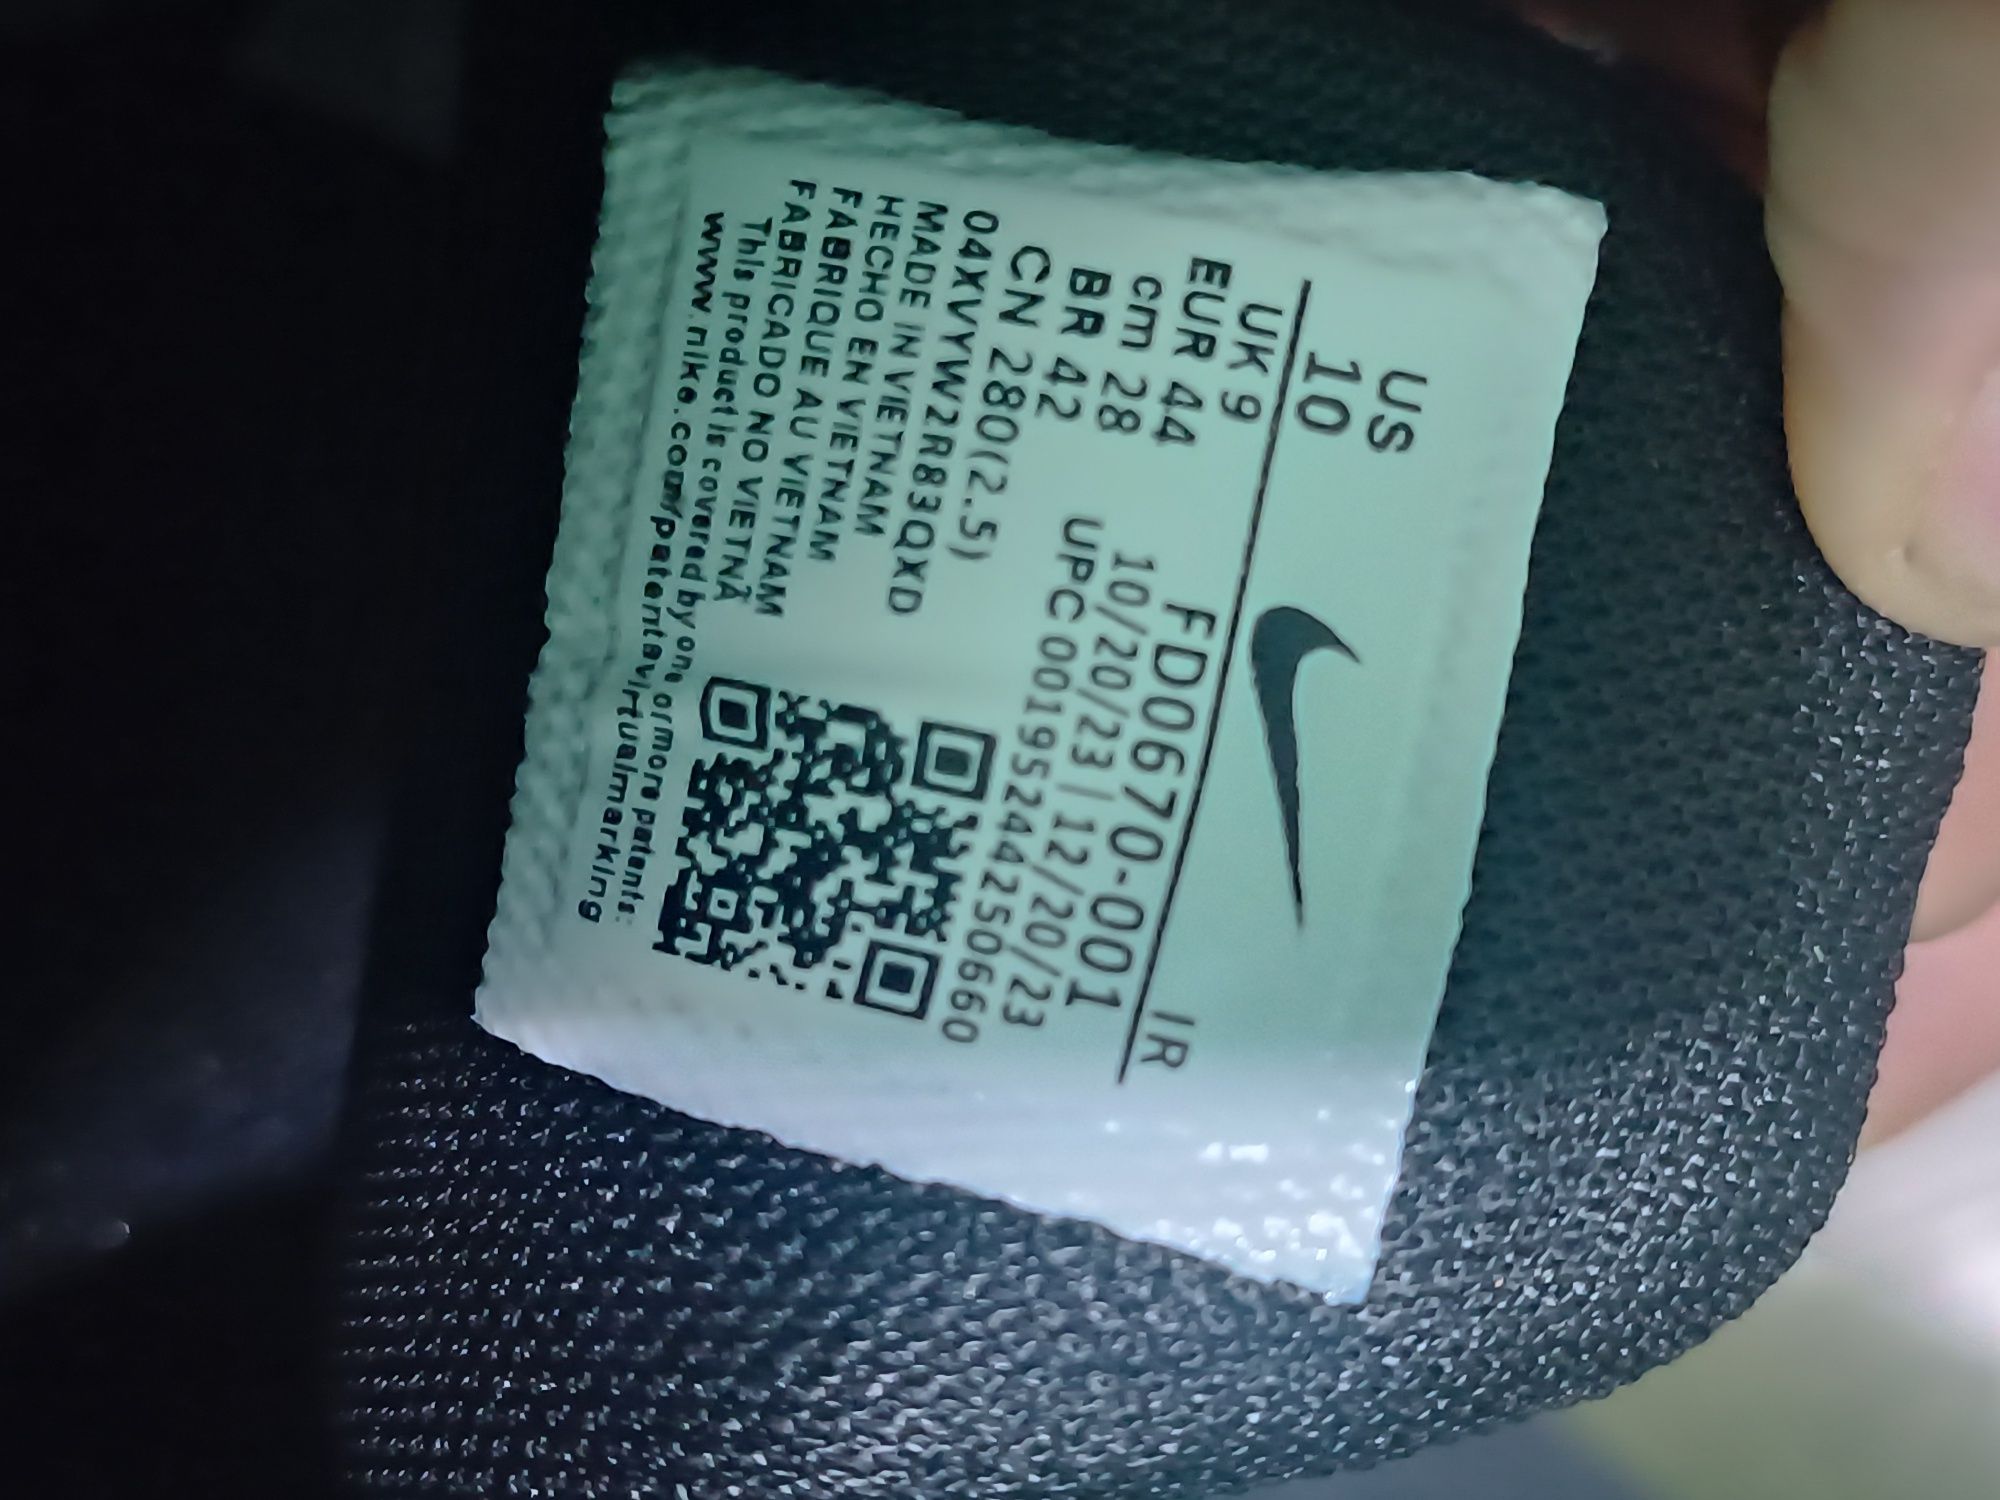 US
10
IR
UK 9
EUR 44
cm 28
BR 42
CN 280(2.5)
FD0670-001
10/20/23 | 12/20/23
UPC 00195244250660
04XVYW2R83QXD
MADE IN VIETNAM
HECHO EN VIETNAM
FABRIQUE AU VIETNAM
FABRICADO NO VIETNÃ
This product is covered by one or more patents:
www.nike.com/patentsvirtualmarking